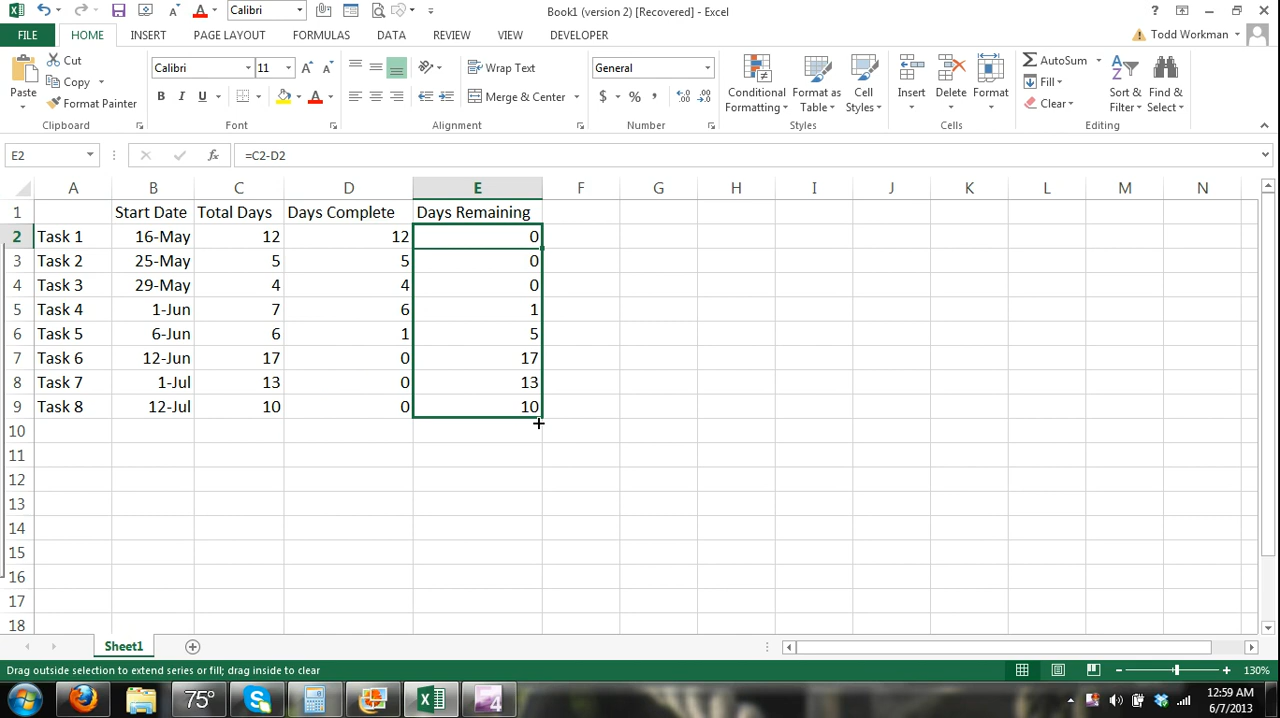 Calibri
Book1 (version 2) [Recovered] - Excel
?
FILE HOME INSERT PAGE LAYOUT FORMULAS DATA REVIEW VIEW DEVELOPER Todd Workman
Paste
Cut
Copy
Format Painter
Clipboard
Calibri 11
B I U A
Font
Wrap Text
Merge & Center
Alignment
General
$ % ,
Number
Conditional Formatting
Format as Table
Cell Styles
Styles
Insert
Delete
Format
Cells
AutoSum
Fill
Clear
Sort & Filter
Find & Select
Editing
E2 fx =C2-D2
A B C D E F G H I J K L M N
1 Start Date Total Days Days Complete Days Remaining
2 Task 1 16-May 12 12 0
3 Task 2 25-May 5 5 0
4 Task 3 29-May 4 4 0
5 Task 4 1-Jun 7 6 1
6 Task 5 6-Jun 6 1 5
7 Task 6 12-Jun 17 0 17
8 Task 7 1-Jul 13 0 13
9 Task 8 12-Jul 10 0 10
10
11
12
13
14
15
16
17
18
Sheet1
Drag outside selection to extend series or fill; drag inside to clear
130%
75°
4
12:59 AM
6/7/2013